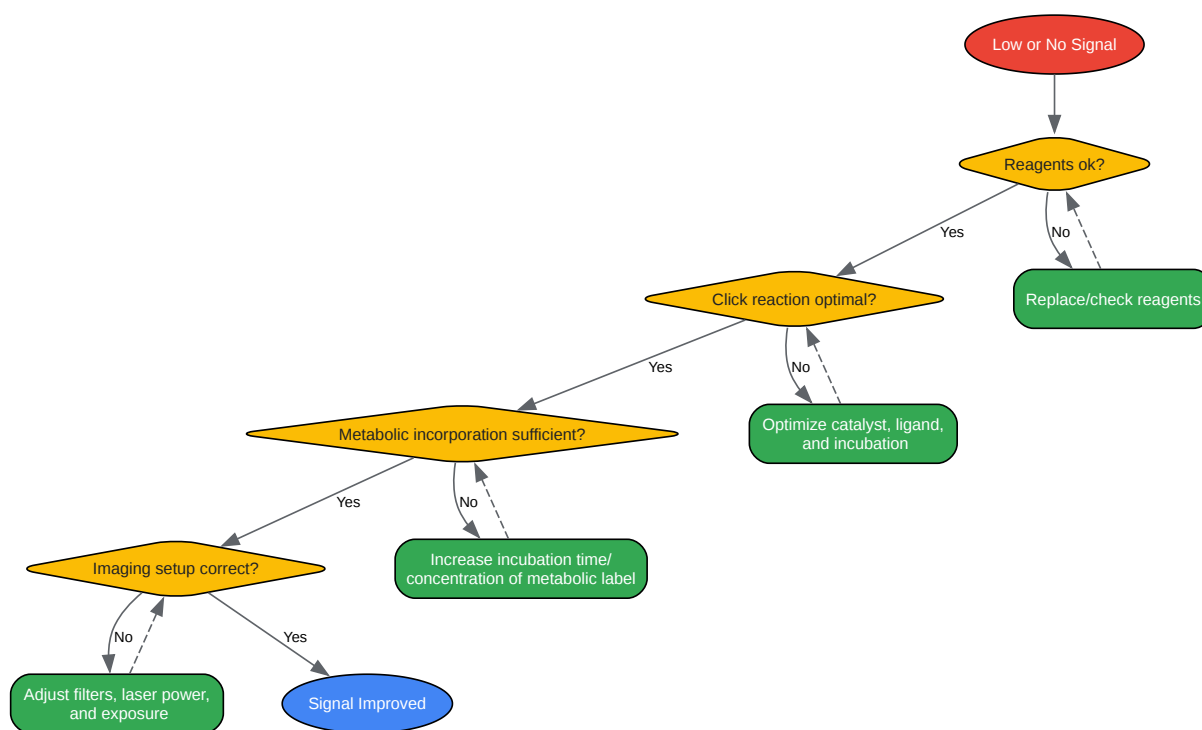 Low or No Signal
Reagents ok?
Yes
No
Replace/check reagents
Click reaction optimal?
Yes
No
Optimize catalyst, ligand,
and incubation
Metabolic incorporation sufficient?
Yes
No
Increase incubation time/
concentration of metabolic label
Imaging setup correct?
No
Yes
Adjust filters, laser power,
and exposure
Signal Improved